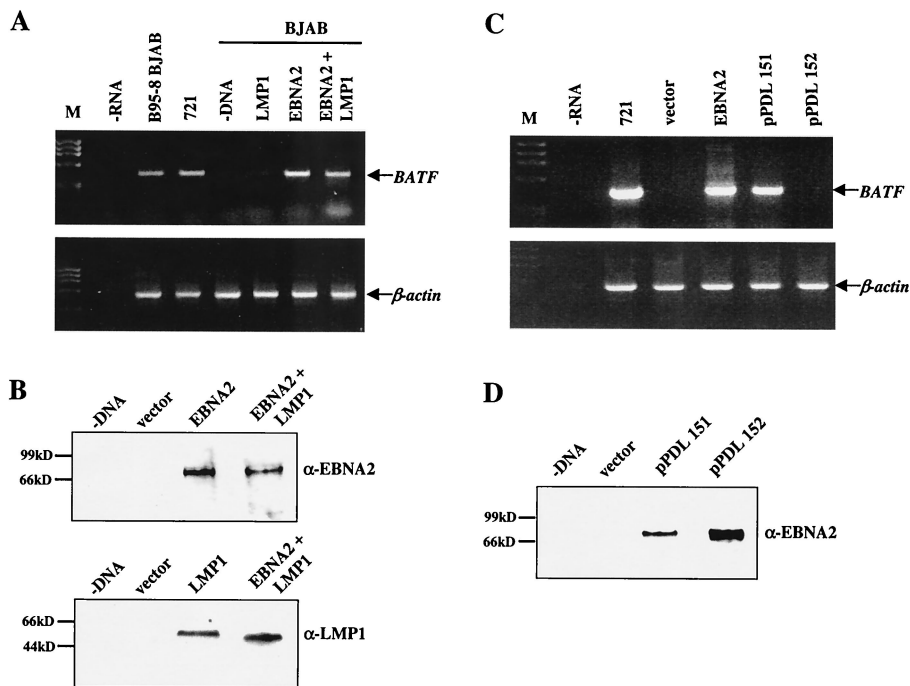 A
BJAB
M
-RNA
B95-8 BJAB
721
-DNA
LMP1
EBNA2
EBNA2 +
LMP1
BATF
β-actin
C
M
-RNA
721
vector
EBNA2
pPDL 151
pPDL 152
BATF
β-actin
B
-DNA
vector
EBNA2
EBNA2 +
LMP1
99kD
66kD
α-EBNA2
-DNA
vector
LMP1
EBNA2 +
LMP1
66kD
44kD
α-LMP1
D
-DNA
vector
pPDL 151
pPDL 152
99kD
66kD
α-EBNA2